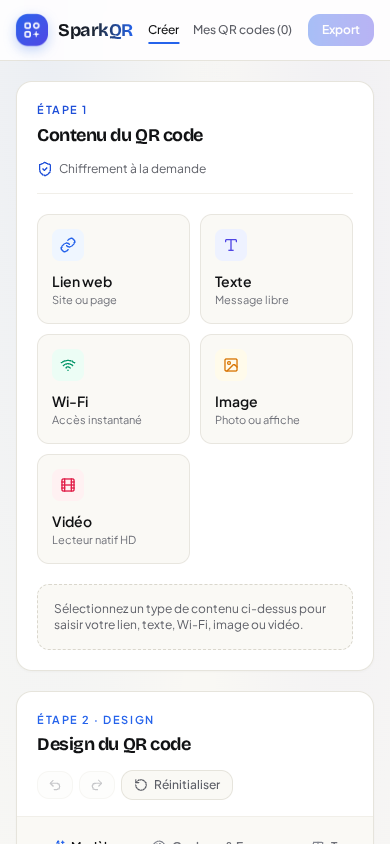 SparkQR
Créer
Mes QR codes (0)
Export
ÉTAPE 1
Contenu du QR code
Chiffrement à la demande
Lien web
Site ou page
Texte
Message libre
Wi-Fi
Accès instantané
Image
Photo ou affiche
Vidéo
Lecteur natif HD
Sélectionnez un type de contenu ci-dessus pour
saisir votre lien, texte, Wi-Fi, image ou vidéo.
ÉTAPE 2 · DESIGN
Design du QR code
Réinitialiser